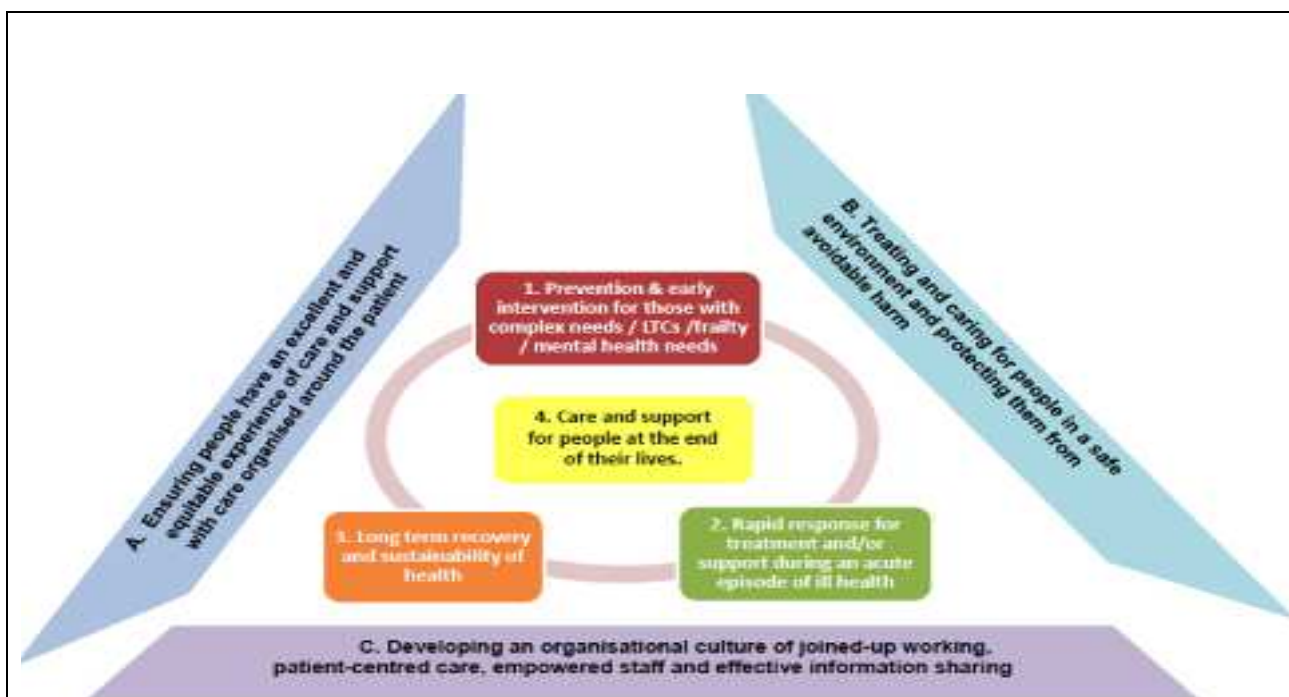 A. Ensuring people have an excellent and
equitable experience of care and support
with care organised around the patient
B. Treating and caring for people in a safe
environment and protecting them from
avoidable harm
1. Prevention & early
intervention for those with
complex needs / LTCs /frailty
/ mental health needs
4. Care and support
for people at the end
of their lives.
3. Long term recovery
and sustainability of
health
2. Rapid response for
treatment and/or
support during an acute
episode of ill health
C. Developing an organisational culture of joined-up working,
patient-centred care, empowered staff and effective information sharing